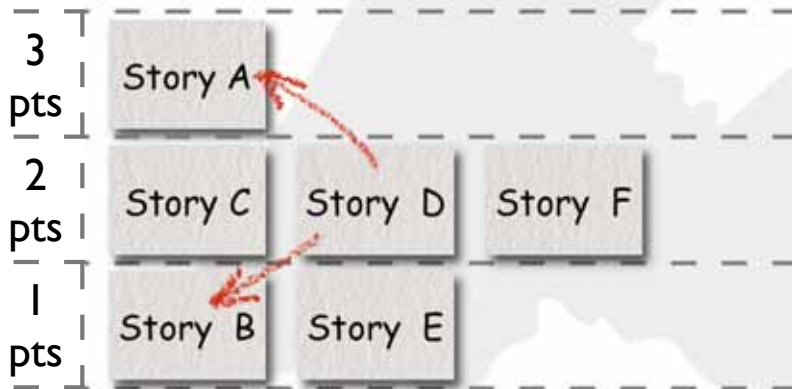 3
pts
Story A
2
pts
Story C
Story D
Story F
1
pts
Story B
Story E